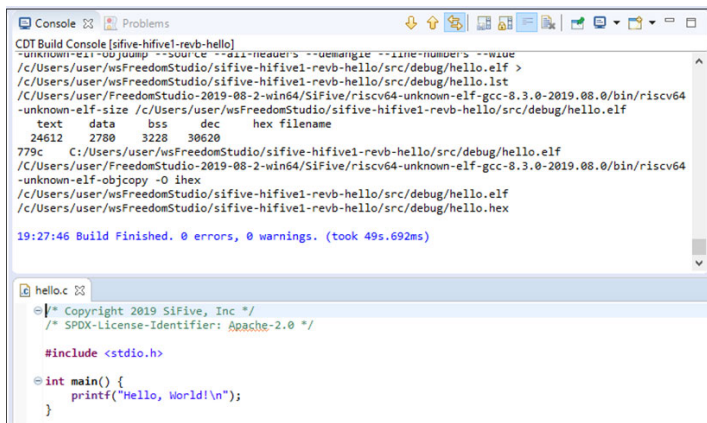 Console Problems
CDT Build Console [sifive-hifive1-revb-hello]
-unknown-elf-objdump --source --all-headers --demangle --line-numbers --wide
/c/Users/user/wsFreedomStudio/sifive-hifive1-revb-hello/src/debug/hello.elf >
/c/Users/user/wsFreedomStudio/sifive-hifive1-revb-hello/src/debug/hello.lst
/C/Users/user/FreedomStudio-2019-08-2-win64/SiFive/riscv64-unknown-elf-gcc-8.3.0-2019.08.0/bin/riscv64
-unknown-elf-size /c/Users/user/wsFreedomStudio/sifive-hifive1-revb-hello/src/debug/hello.elf
text data bss dec hex filename
24612 2780 3228 30620
779c C:/Users/user/wsFreedomStudio/sifive-hifive1-revb-hello/src/debug/hello.elf
/C/Users/user/FreedomStudio-2019-08-2-win64/SiFive/riscv64-unknown-elf-gcc-8.3.0-2019.08.0/bin/riscv64
-unknown-elf-objcopy -O ihex
/c/Users/user/wsFreedomStudio/sifive-hifive1-revb-hello/src/debug/hello.elf
/c/Users/user/wsFreedomStudio/sifive-hifive1-revb-hello/src/debug/hello.hex
19:27:46 Build Finished. 0 errors, 0 warnings. (took 49s.692ms)
hello.c
/* Copyright 2019 SiFive, Inc */
/* SPDX-License-Identifier: Apache-2.0 */
#include <stdio.h>
int main() {
printf("Hello, World!\n");
}